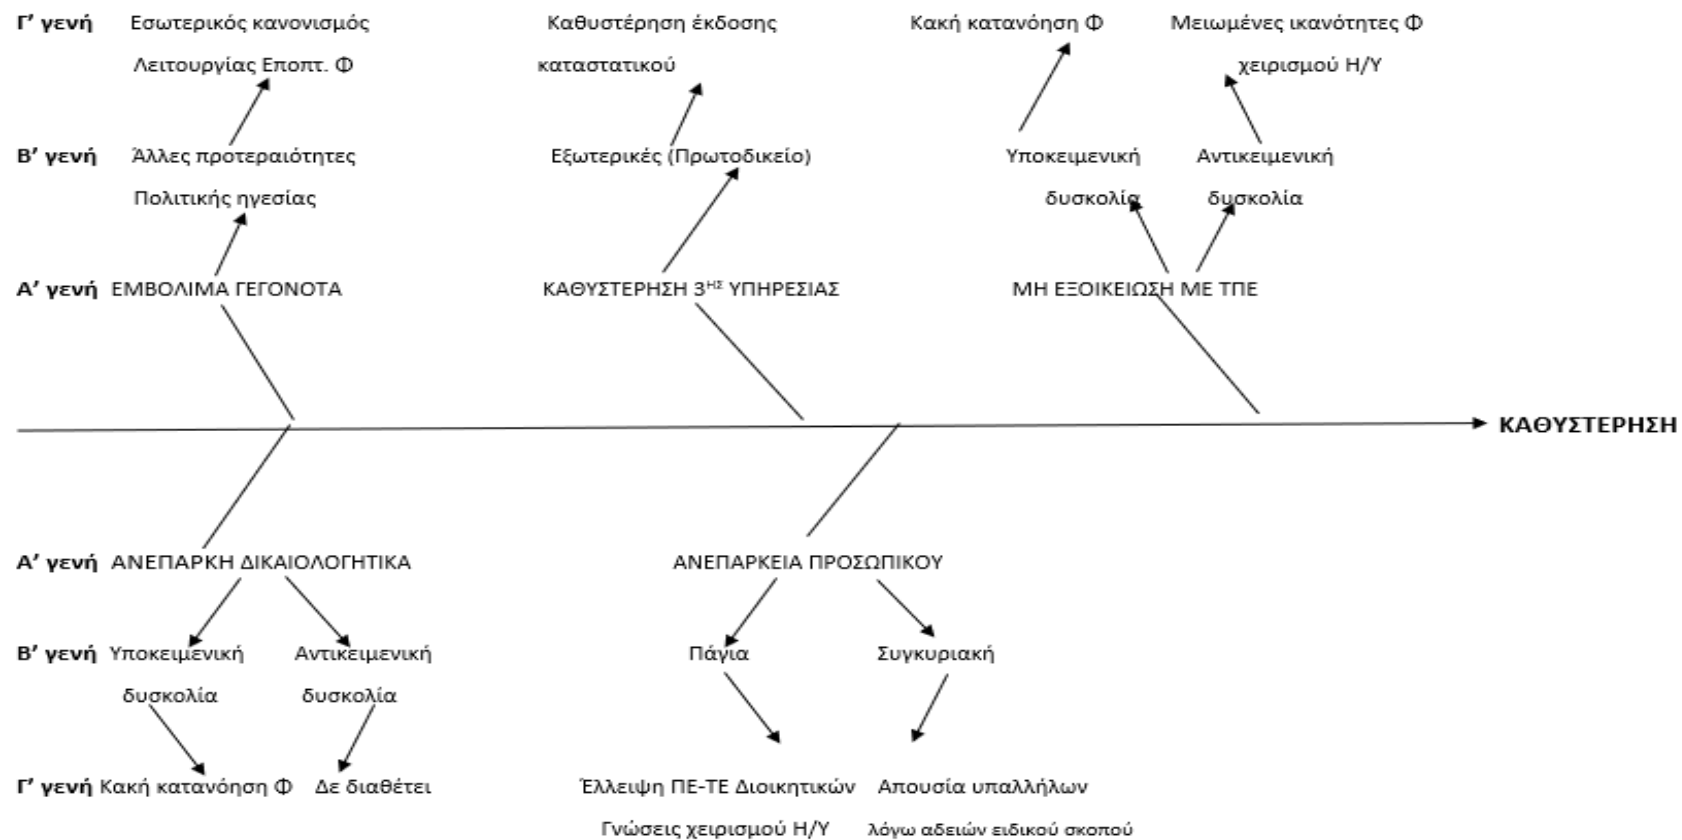 Γ’ γενή Εσωτερικός κανονισμός Καθυστέρηση έκδοσης Κακή κατανόηση Φ Μειωμένες ικανότητες Φ
Λειτουργίας Εποπτ. Φ καταστατικού χειρισμού Η/Υ
Β’ γενή Άλλες προτεραιότητες Εξωτερικές (Πρωτοδικείο) Υποκειμενική Αντικειμενική
Πολιτικής ηγεσίας δυσκολία δυσκολία
Α’ γενή ΕΜΒΟΛΙΜΑ ΓΕΓΟΝΟΤΑ ΚΑΘΥΣΤΕΡΗΣΗ 3ΗΣ ΥΠΗΡΕΣΙΑΣ ΜΗ ΕΞΟΙΚΕΙΩΣΗ ΜΕ ΤΠΕ
ΚΑΘΥΣΤΕΡΗΣΗ
Α’ γενή ΑΝΕΠΑΡΚΗ ΔΙΚΑΙΟΛΟΓΗΤΙΚΑ ΑΝΕΠΑΡΚΕΙΑ ΠΡΟΣΩΠΙΚΟΥ
Β’ γενή Υποκειμενική Αντικειμενική Πάγια Συγκυριακή
δυσκολία δυσκολία
Γ’ γενή Κακή κατανόηση Φ Δε διαθέτει Έλλειψη ΠΕ-ΤΕ Διοικητικών Απουσία υπαλλήλων
Γνώσεις χειρισμού Η/Υ λόγω αδειών ειδικού σκοπού